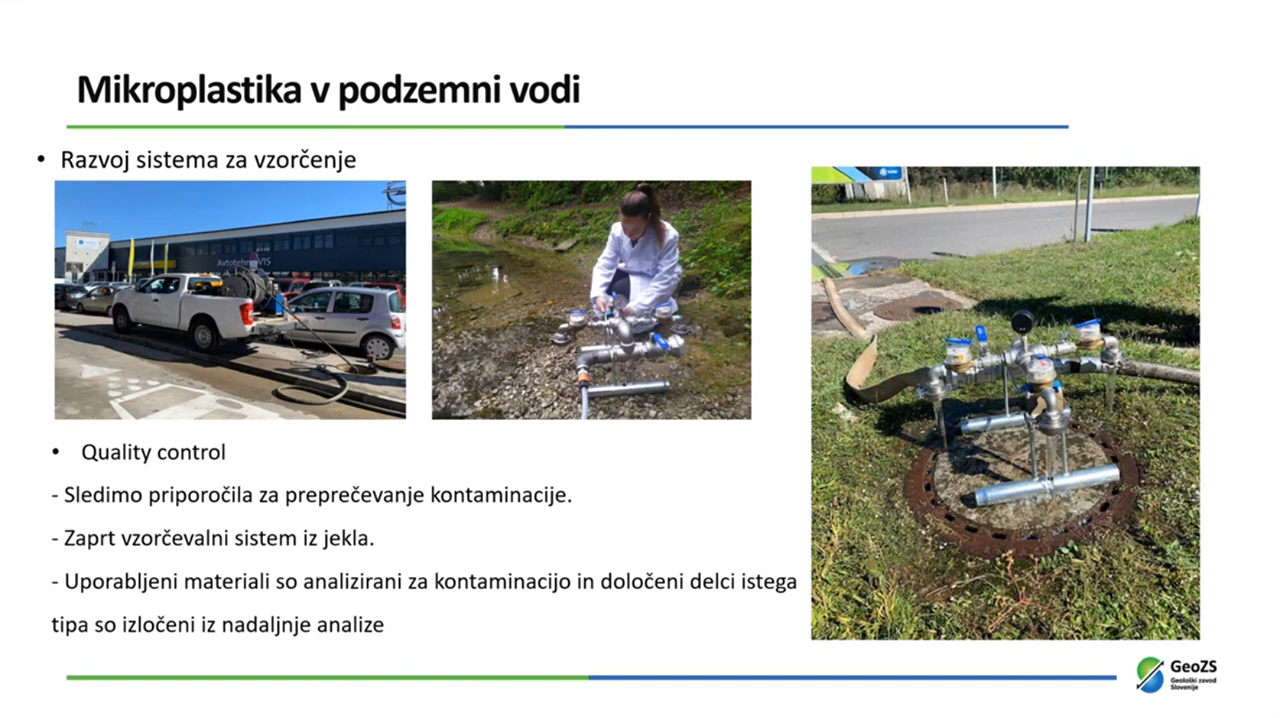 Mikroplastika v podzemni vodi
• Razvoj sistema za vzorčenje
Avtotehna VIS
• Quality control
- Sledimo priporočila za preprečevanje kontaminacije.
- Zaprt vzorčevalni sistem iz jekla.
- Uporabljeni materiali so analizirani za kontaminacijo in določeni delci istega
tipa so izločeni iz nadaljnje analize
GeoZS
Geološki zavod
Slovenije